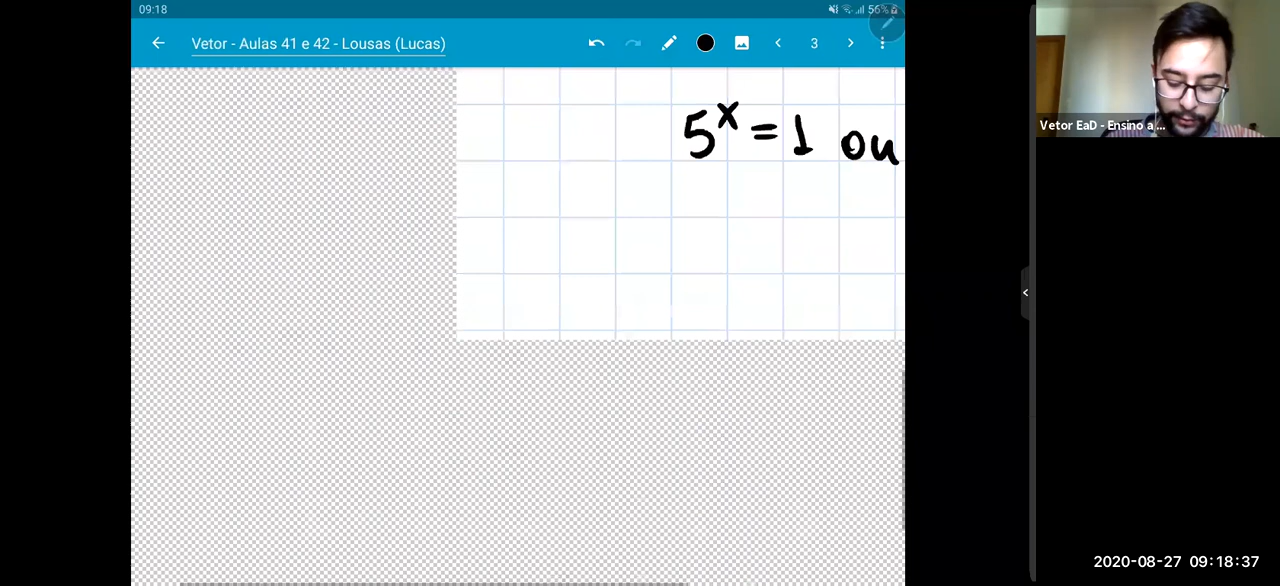 09:18
56%
Vetor - Aulas 41 e 42 - Lousas (Lucas)
3
5^x = 1 ou
Vetor EaD - Ensino a ...
2020-08-27 09:18:37